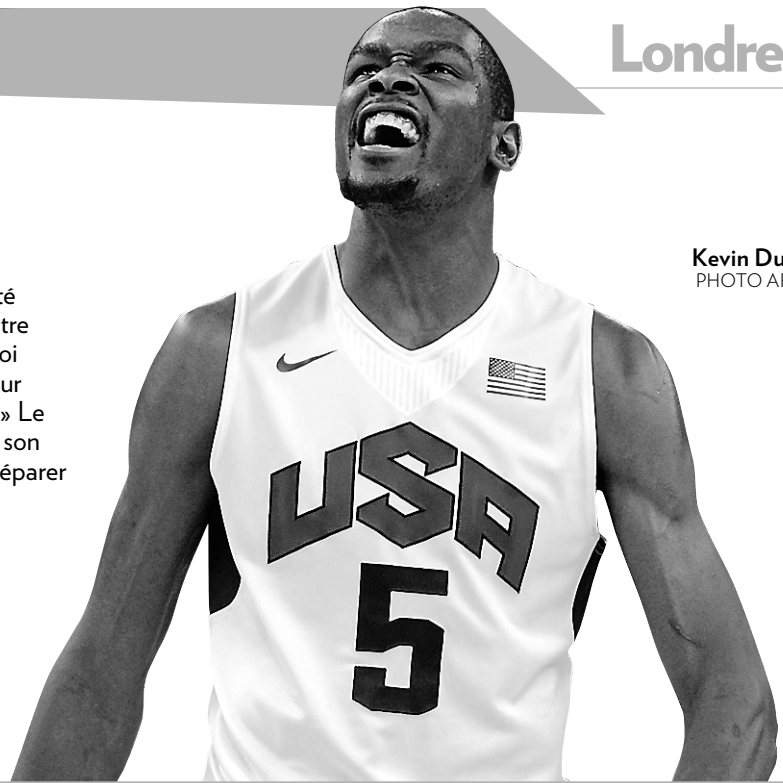 Londre
Kevin Du
PHOTO A
té
tre
oi
ur
» Le
son
éparer
USA
5